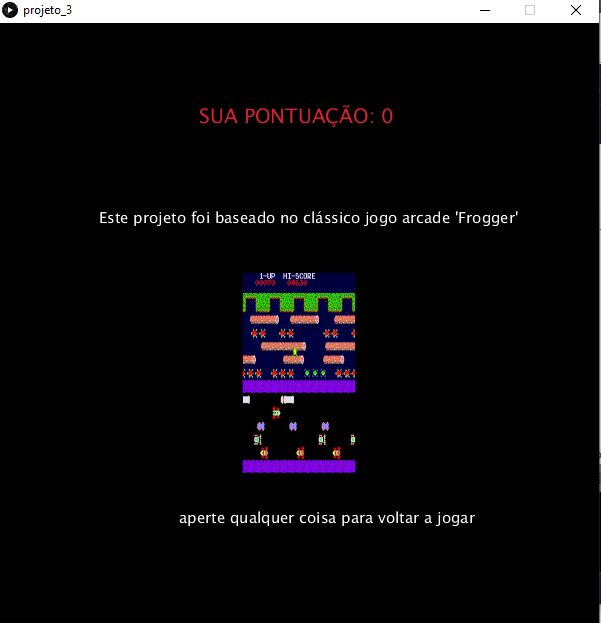 projeto_3
SUA PONTUAÇÃO: 0
Este projeto foi baseado no clássico jogo arcade 'Frogger'
1-UP HI-SCORE
00070 04630
aperte qualquer coisa para voltar a jogar